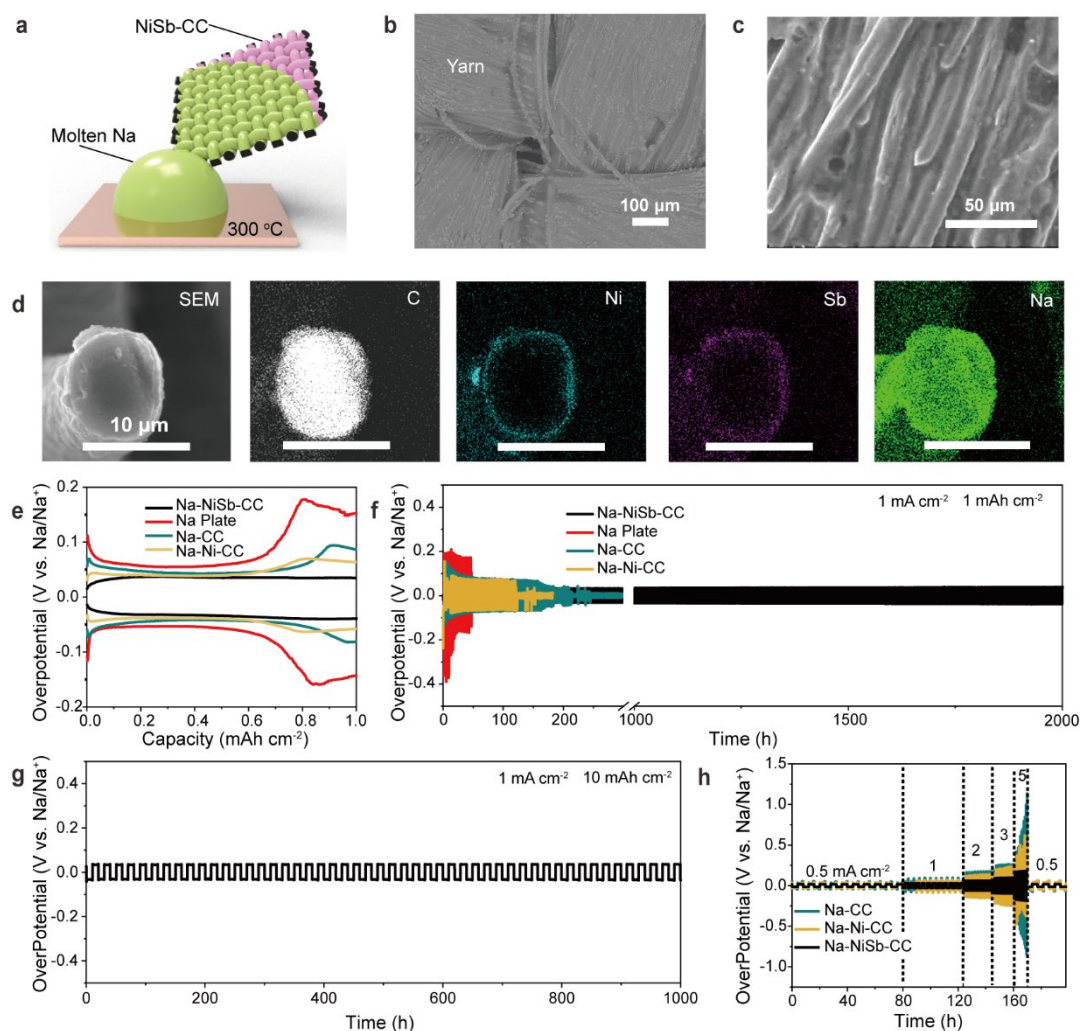 a
NiSb-CC
Molten Na
300 °C
b
Yarn
100 μm
c
50 μm
d
SEM
10 μm
C
Ni
Sb
Na
e
0.2
0.1
0.0
0.1
0.2
Overpotential (V vs. Na/Na⁺)
Na-NiSb-CC
Na Plate
Na-CC
Na-Ni-CC
0.0 0.2 0.4 0.6 0.8 1.0
Capacity (mAh cm⁻²)
f
1 mA cm⁻² 1 mAh cm⁻²
0.4
0.2
0.0
-0.2
-0.4
Overpotential (V vs. Na/Na⁺)
Na-NiSb-CC
Na Plate
Na-CC
Na-Ni-CC
0 100 200 300 1000 1500 2000
Time (h)
g
1 mA cm⁻² 10 mAh cm⁻²
0.4
0.2
0.0
-0.2
-0.4
OverPotential (V vs. Na/Na⁺)
0 200 400 600 800 1000
Time (h)
h
1.5
1.0
0.5
0.0
-0.5
-1.0
OverPotential (V vs. Na/Na⁺)
0.5 mA cm⁻² 1 2 3 5 0.5
Na-CC
Na-Ni-CC
Na-NiSb-CC
0 40 80 120 160
Time (h)